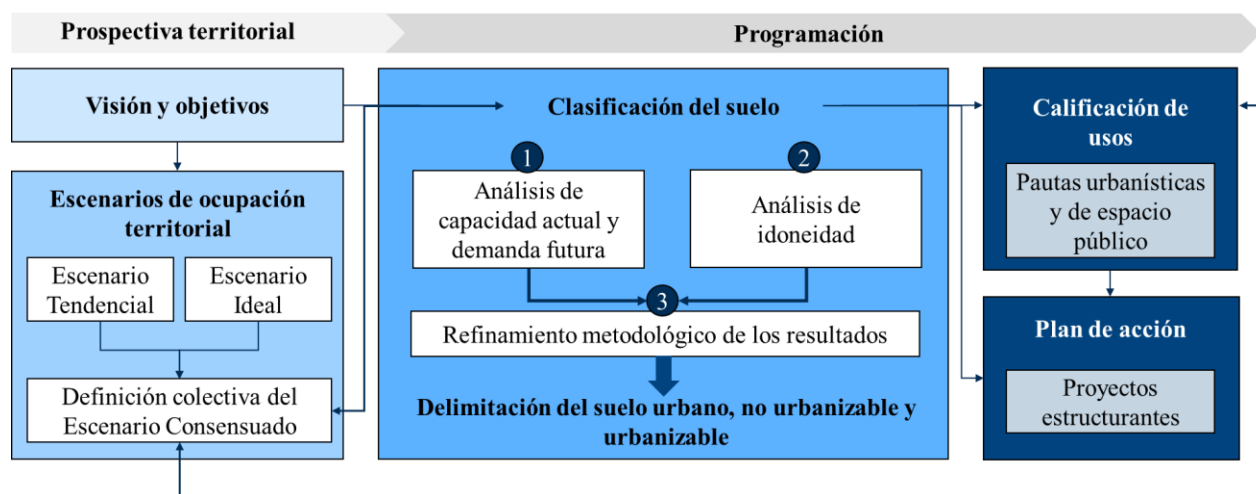 Prospectiva territorial
Programación
Visión y objetivos
Escenarios de ocupación
territorial
Escenario
Tendencial
Escenario
Ideal
Definición colectiva del
Escenario Consensuado
Clasificación del suelo
1
Análisis de
capacidad actual y
demanda futura
2
Análisis de
idoneidad
3
Refinamiento metodológico de los resultados
Delimitación del suelo urbano, no urbanizable y
urbanizable
Calificación de
usos
Pautas urbanísticas
y de espacio
público
Plan de acción
Proyectos
estructurantes